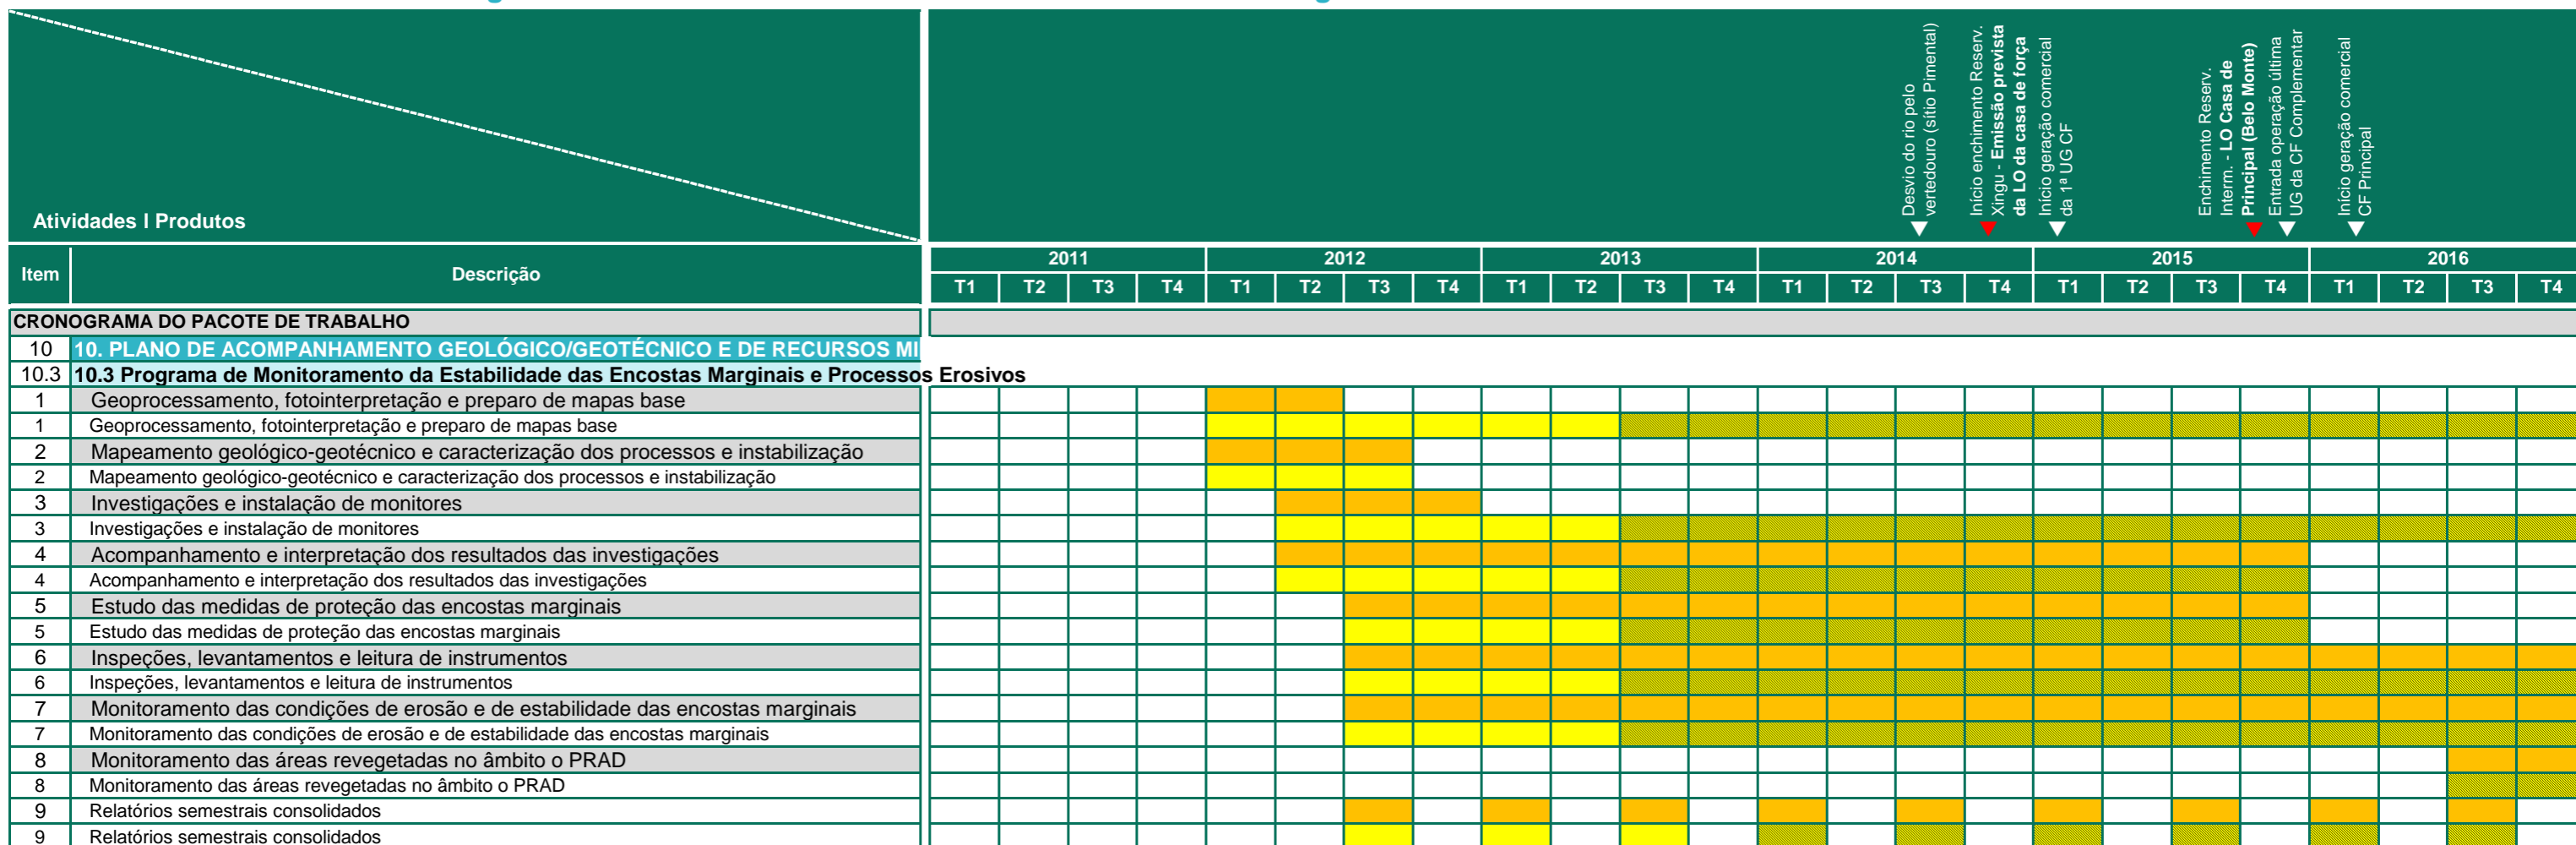 Desvio do rio pelo
vertedouro (sítio Pimental)
Início enchimento Reserv.
Xingu - Emissão prevista
da LO da casa de força
Início geração comercial
da 1ª UG CF
Enchimento Reserv.
Interm. - LO Casa de
Principal (Belo Monte)
Entrada operação última
UG da CF Complementar
Início geração comercial
CF Principal
Atividades I Produtos
Item Descrição
2011 2012 2013 2014 2015 2016
T1 T2 T3 T4 T1 T2 T3 T4 T1 T2 T3 T4 T1 T2 T3 T4 T1 T2 T3 T4 T1 T2 T3 T4
CRONOGRAMA DO PACOTE DE TRABALHO
10 10. PLANO DE ACOMPANHAMENTO GEOLÓGICO/GEOTÉCNICO E DE RECURSOS MI
10.3 10.3 Programa de Monitoramento da Estabilidade das Encostas Marginais e Processos Erosivos
1 Geoprocessamento, fotointerpretação e preparo de mapas base
1 Geoprocessamento, fotointerpretação e preparo de mapas base
2 Mapeamento geológico-geotécnico e caracterização dos processos e instabilização
2 Mapeamento geológico-geotécnico e caracterização dos processos e instabilização
3 Investigações e instalação de monitores
3 Investigações e instalação de monitores
4 Acompanhamento e interpretação dos resultados das investigações
4 Acompanhamento e interpretação dos resultados das investigações
5 Estudo das medidas de proteção das encostas marginais
5 Estudo das medidas de proteção das encostas marginais
6 Inspeções, levantamentos e leitura de instrumentos
6 Inspeções, levantamentos e leitura de instrumentos
7 Monitoramento das condições de erosão e de estabilidade das encostas marginais
7 Monitoramento das condições de erosão e de estabilidade das encostas marginais
8 Monitoramento das áreas revegetadas no âmbito o PRAD
8 Monitoramento das áreas revegetadas no âmbito o PRAD
9 Relatórios semestrais consolidados
9 Relatórios semestrais consolidados